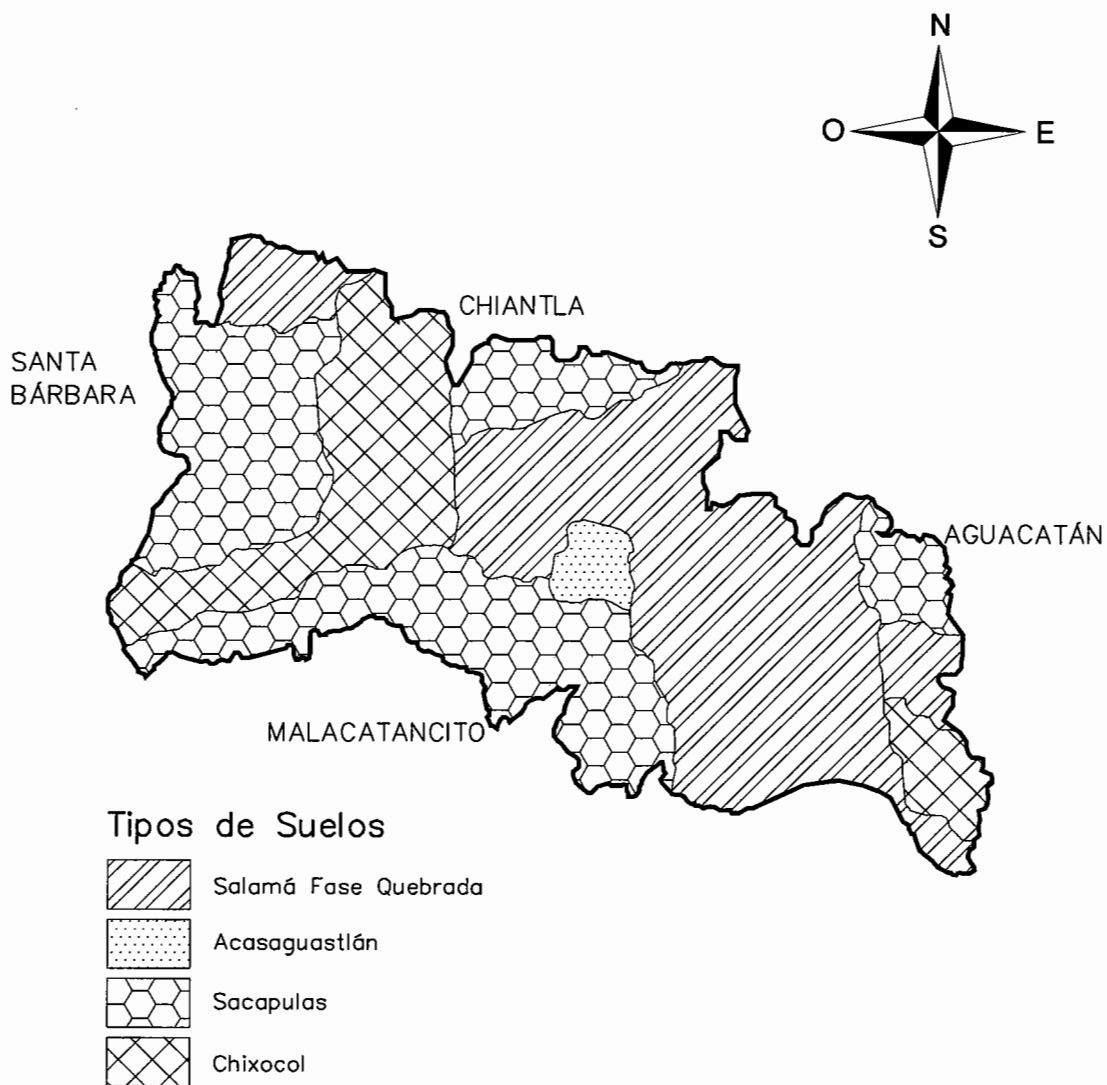 N
O
E
S
CHIANTLA
SANTA
BÁRBARA
AGUACATÁN
MALACATANCITO
Tipos de Suelos
Salamá Fase Quebrada
Acasaguastlán
Sacapulas
Chixocol